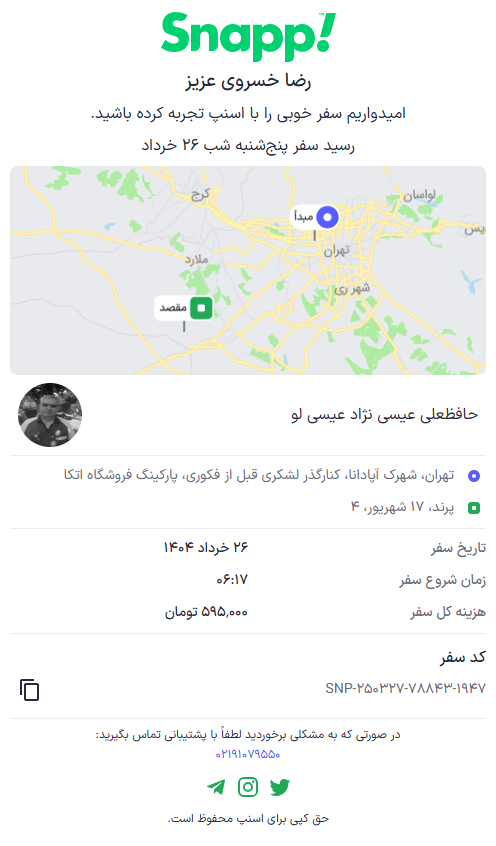 Snapp!
رضا خسروی عزیز
امیدواریم سفر خوبی را با اسنپ تجربه کرده باشید.
رسید سفر پنج‌شنبه شب ۲۶ خرداد
کرج
لواسان
مبدأ
تهران
ملارد
شهر ری
مقصد
حافظعلی عیسی نژاد عیسی لو
تهران، شهرک آپادانا، کنارگذر لشکری قبل از فکوری، پارکینگ فروشگاه اتکا
پرند، ۱۷ شهریور، ۴
تاریخ سفر ۲۶ خرداد ۱۴۰۴
زمان شروع سفر ۰۶:۱۷
هزینه کل سفر ۵۹۵,۰۰۰ تومان
کد سفر
SNP-۲۵۰۳۲۷-۷۸۸۴۳-۱۹۴۷
در صورتی که به مشکلی برخوردید لطفاً با پشتیبانی تماس بگیرید:
۰۲۱۹۱۰۷۹۵۵۰
حق کپی برای اسنپ محفوظ است.